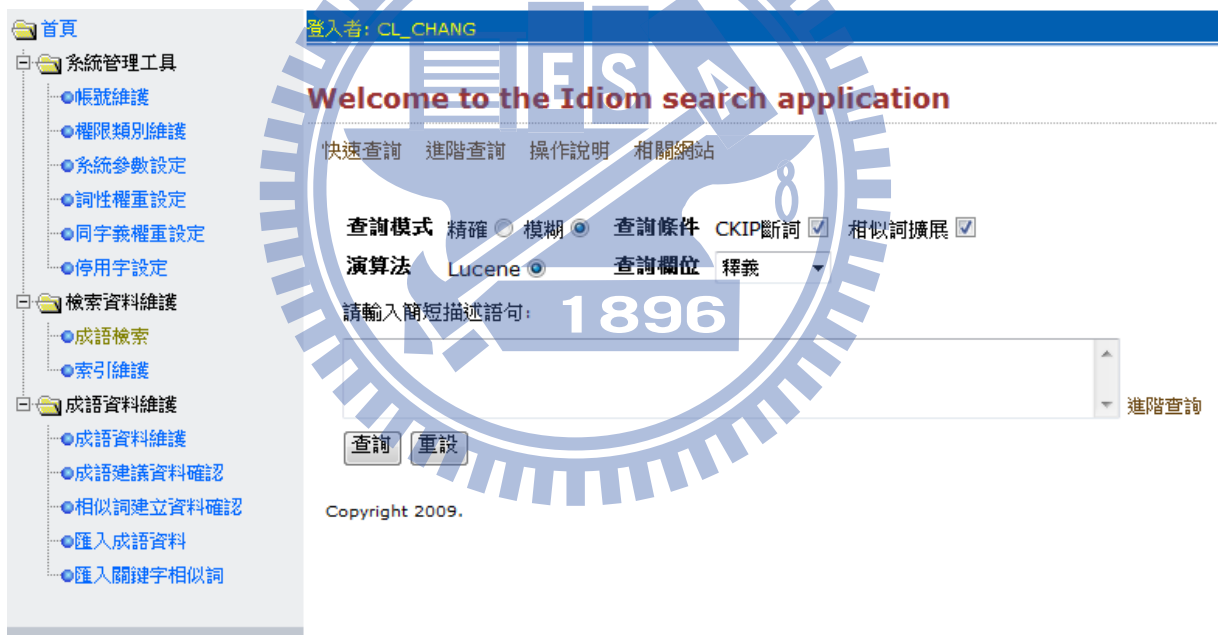 首頁
系統管理工具
帳號維護
權限類別維護
系統參數設定
詞性權重設定
同字義權重設定
停用字設定
檢索資料維護
成語檢索
索引維護
成語資料維護
成語資料維護
成語建議資料確認
相似詞建立資料確認
匯入成語資料
匯入關鍵字相似詞
登入者: CL_CHANG
Welcome to the Idiom search application
快速查詢 進階查詢 操作說明 相關網站
查詢模式 精確 模糊 查詢條件 CKIP斷詞 相似詞擴展
演算法 Lucene 查詢欄位 釋義
請輸入簡短描述語句:
進階查詢
查詢 重設
Copyright 2009.
ES A
8
1896